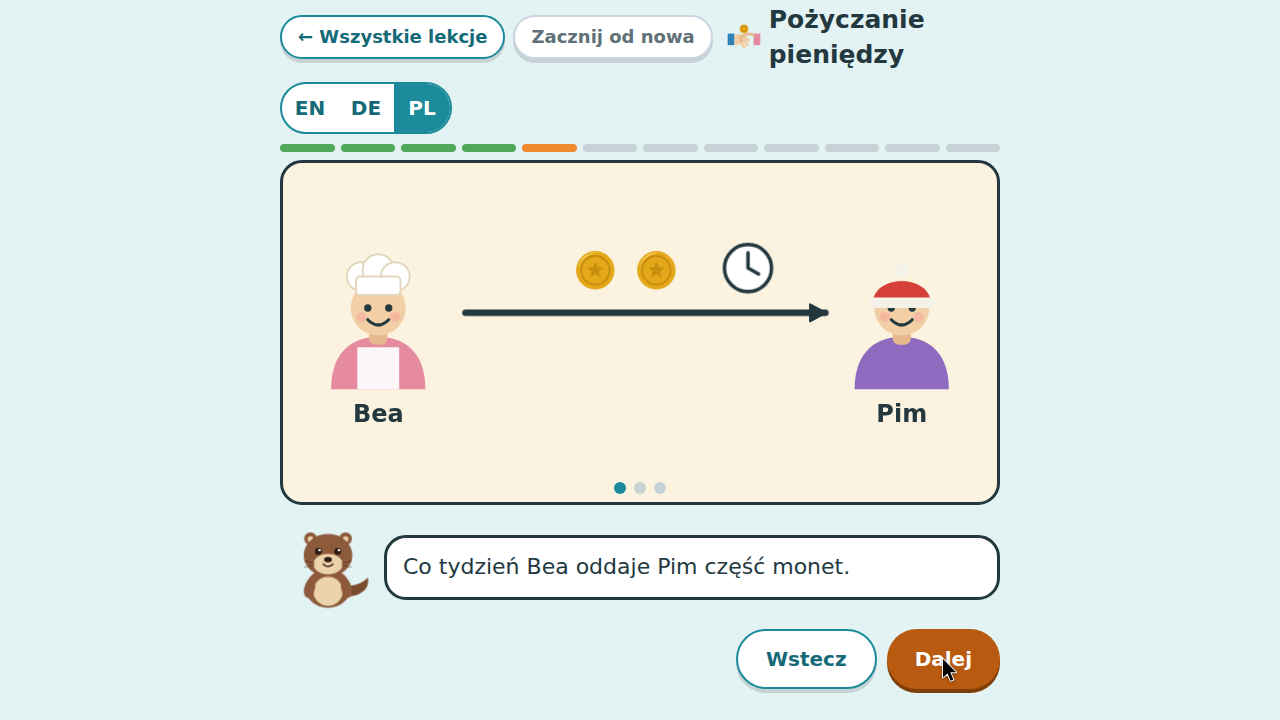 ← Wszystkie lekcje
Zacznij od nowa
Pożyczanie
pieniędzy
EN DE PL
Bea
Pim
Co tydzień Bea oddaje Pim część monet.
Wstecz
Dalej